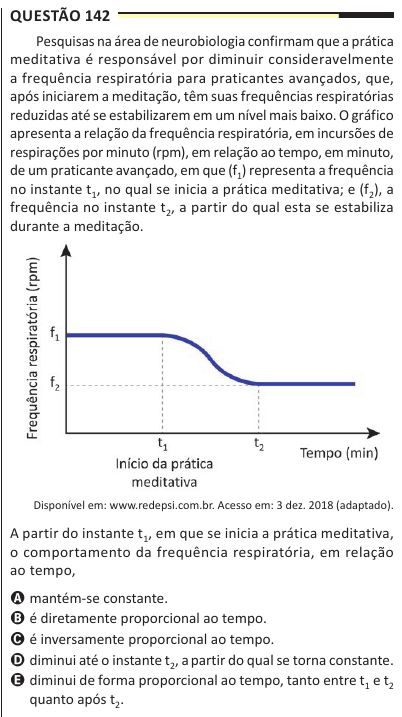 QUESTÃO 142
Pesquisas na área de neurobiologia confirmam que a prática
meditativa é responsável por diminuir consideravelmente
a frequência respiratória para praticantes avançados, que,
após iniciarem a meditação, têm suas frequências respiratórias
reduzidas até se estabilizarem em um nível mais baixo. O gráfico
apresenta a relação da frequência respiratória, em incursões de
respirações por minuto (rpm), em relação ao tempo, em minuto,
de um praticante avançado, em que (f₁) representa a frequência
no instante t₁, no qual se inicia a prática meditativa; e (f₂), a
frequência no instante t₂, a partir do qual esta se estabiliza
durante a meditação.
Frequência respiratória (rpm)
f₁
f₂
t₁
t₂
Tempo (min)
Início da prática
meditativa
Disponível em: www.redepsi.com.br. Acesso em: 3 dez. 2018 (adaptado).
A partir do instante t₁, em que se inicia a prática meditativa,
o comportamento da frequência respiratória, em relação
ao tempo,
A mantém-se constante.
B é diretamente proporcional ao tempo.
C é inversamente proporcional ao tempo.
D diminui até o instante t₂, a partir do qual se torna constante.
E diminui de forma proporcional ao tempo, tanto entre t₁ e t₂
quanto após t₂.